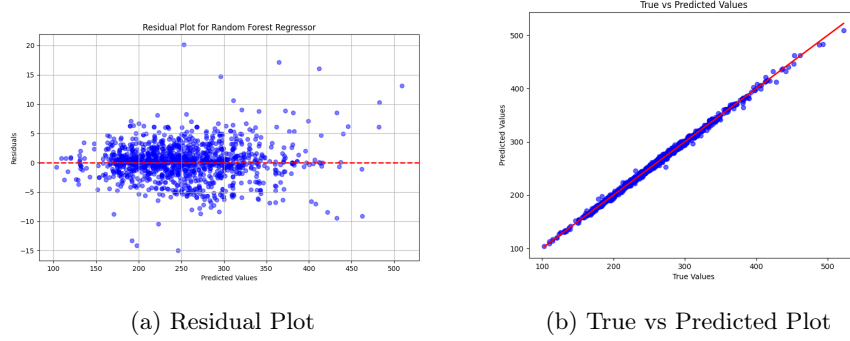 Residual Plot for Random Forest Regressor
20
15
10
5
0
−5
−10
−15
Residuals
100 150 200 250 300 350 400 450 500
Predicted Values
(a) Residual Plot
True vs Predicted Values
500
400
300
200
100
Predicted Values
100 200 300 400 500
True Values
(b) True vs Predicted Plot